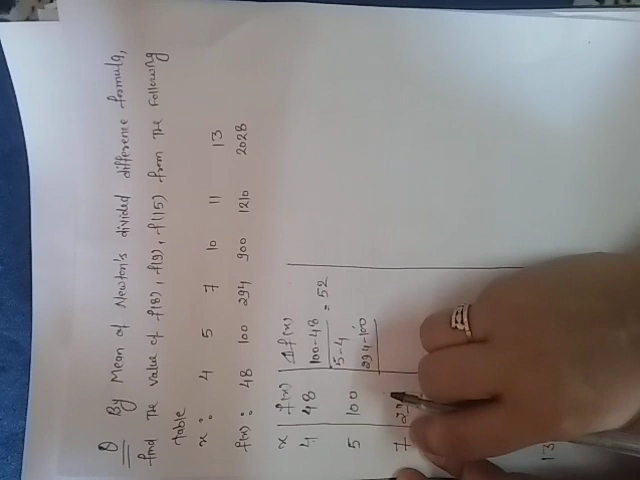 Q By Mean of Newton's divided difference formula,
find The value of f(8), f(9), f(15) from The Following
table
x : 4 5 7 10 11 13
f(x) : 48 100 294 900 1210 2028
x f(x) Δf(x)
4 48 100-48
5-4 = 52
5 100 294-100
7
13